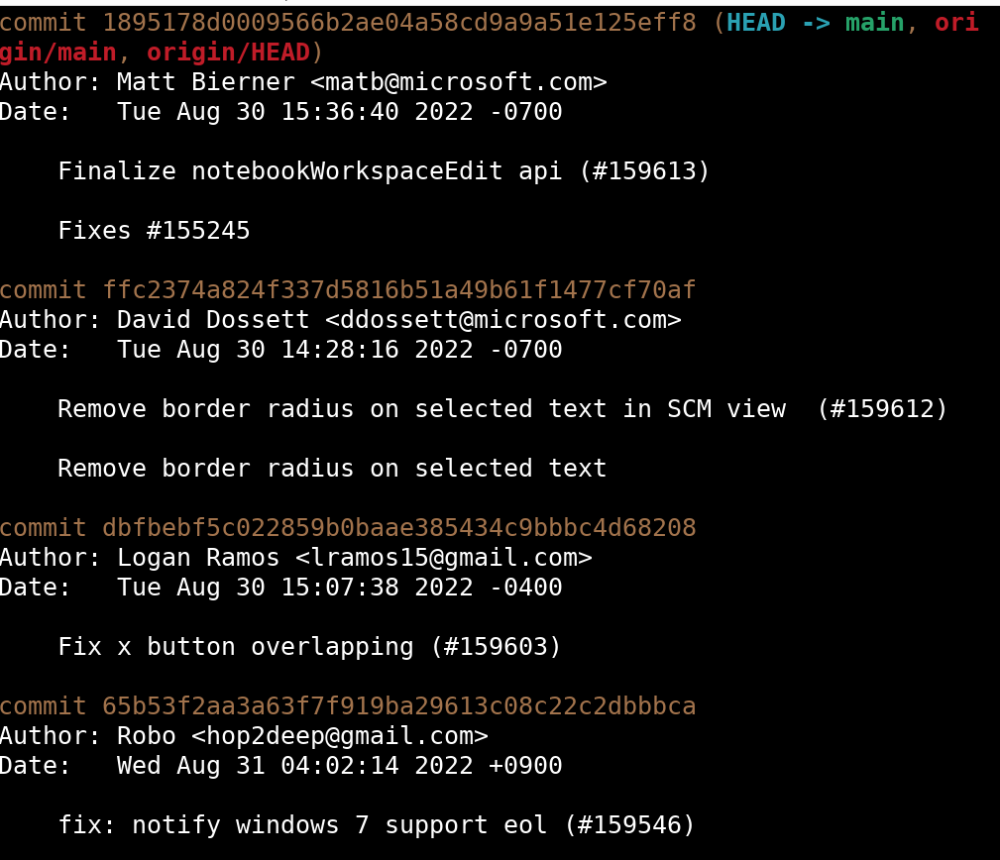 commit 1895178d0009566b2ae04a58cd9a9a51e125eff8 (HEAD -> main, ori
gin/main, origin/HEAD)
Author: Matt Bierner <matb@microsoft.com>
Date:   Tue Aug 30 15:36:40 2022 -0700
    Finalize notebookWorkspaceEdit api (#159613)
    Fixes #155245
commit ffc2374a824f337d5816b51a49b61f1477cf70af
Author: David Dossett <ddossett@microsoft.com>
Date:   Tue Aug 30 14:28:16 2022 -0700
    Remove border radius on selected text in SCM view  (#159612)
    Remove border radius on selected text
commit dbfbebf5c022859b0baae385434c9bbbc4d68208
Author: Logan Ramos <lramos15@gmail.com>
Date:   Tue Aug 30 15:07:38 2022 -0400
    Fix x button overlapping (#159603)
commit 65b53f2aa3a63f7f919ba29613c08c22c2dbbbca
Author: Robo <hop2deep@gmail.com>
Date:   Wed Aug 31 04:02:14 2022 +0900
    fix: notify windows 7 support eol (#159546)